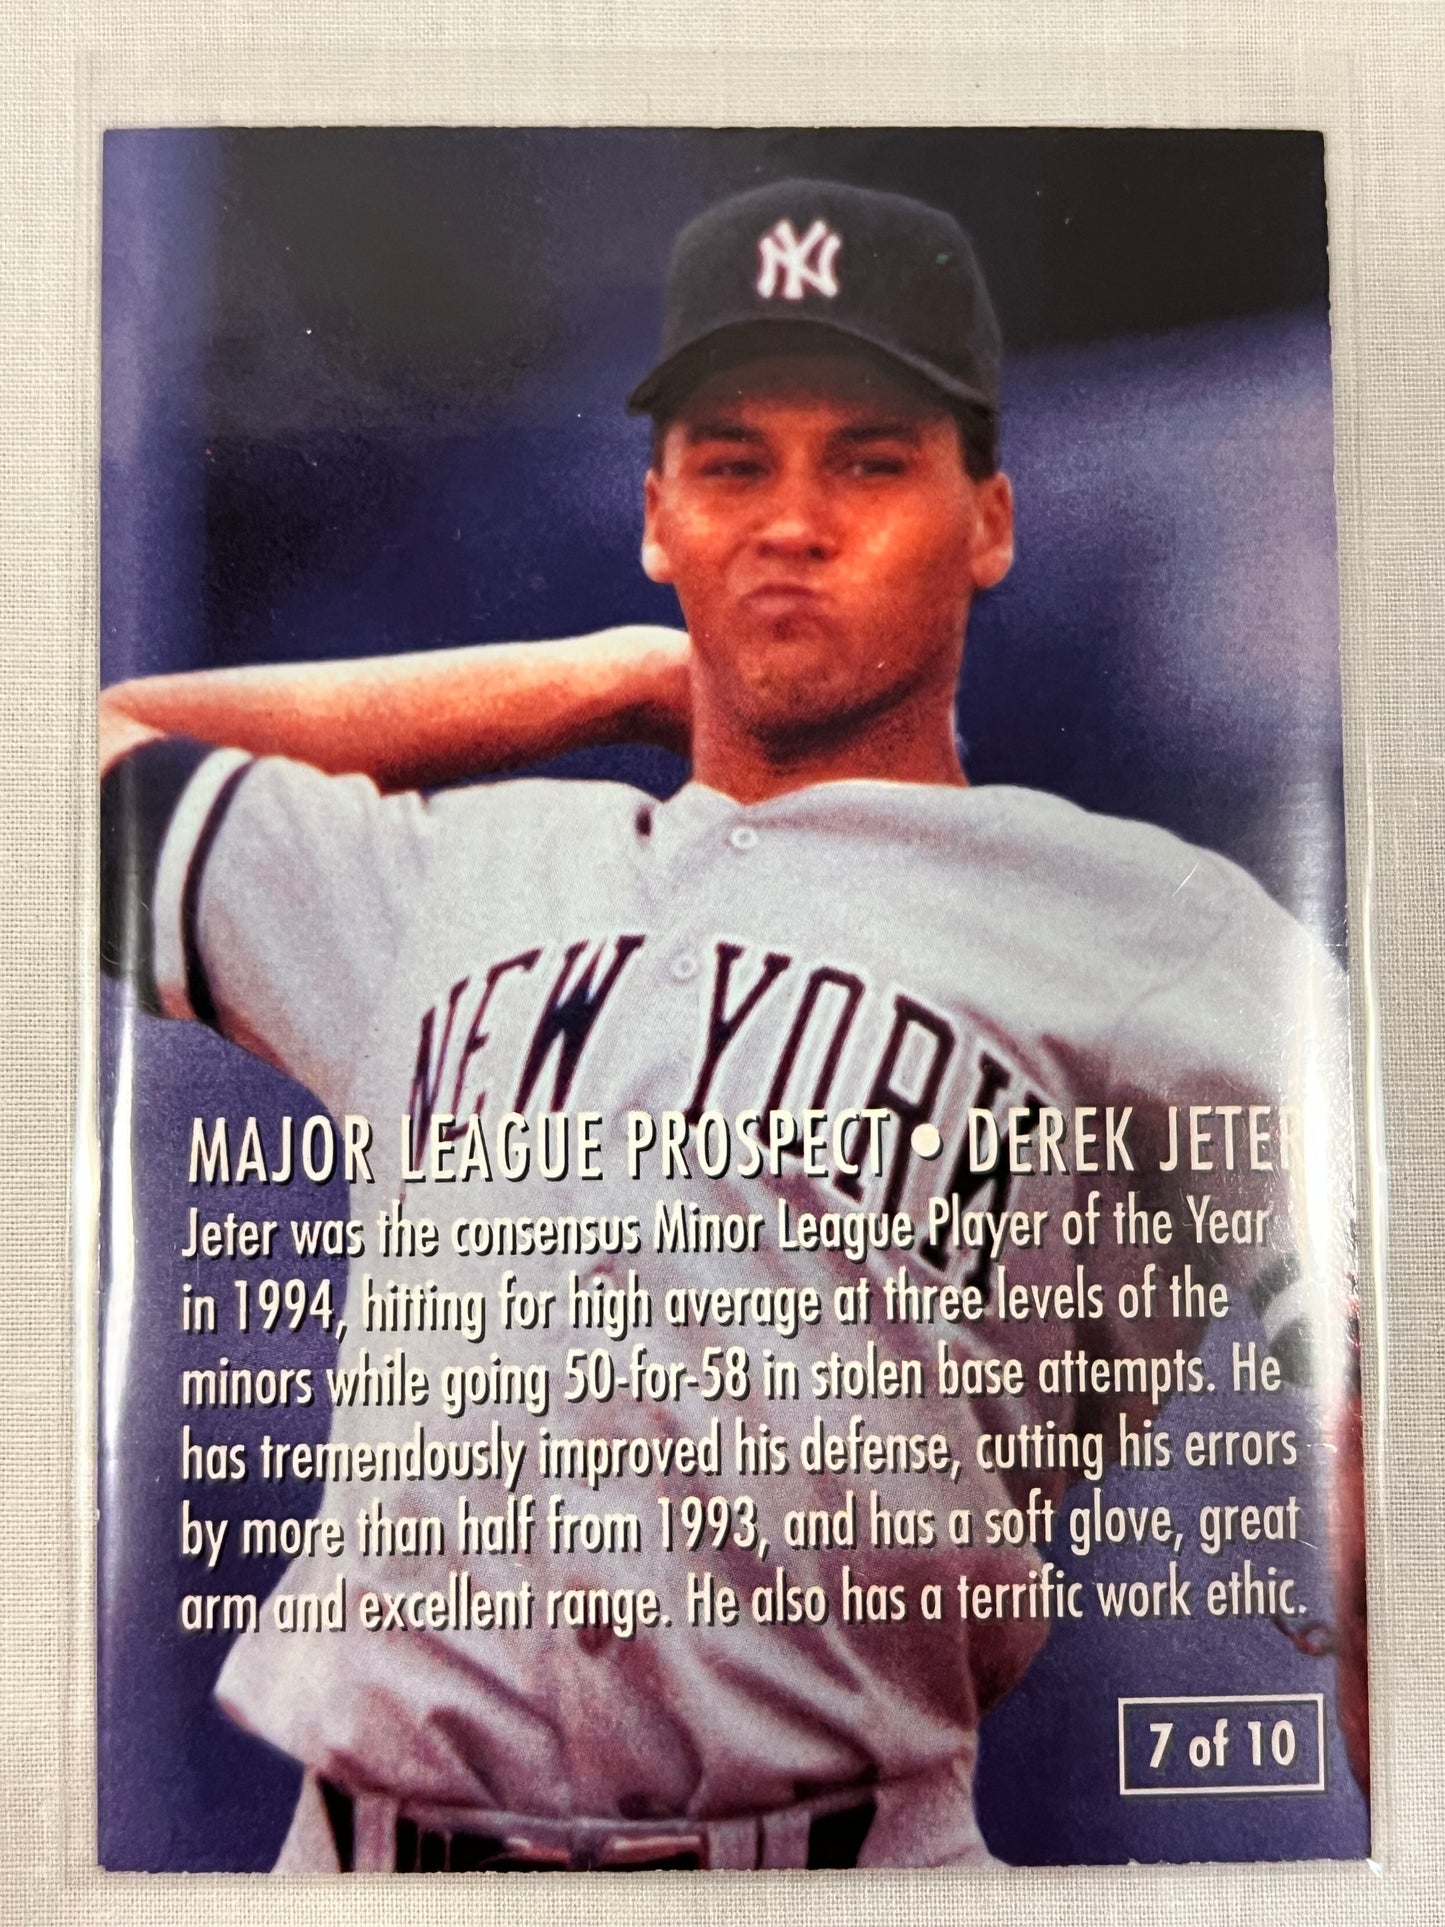 NY
NEW YORK
MAJOR LEAGUE PROSPECT • DEREK JETER
Jeter was the consensus Minor League Player of the Year
in 1994, hitting for high average at three levels of the
minors while going 50-for-58 in stolen base attempts. He
has tremendously improved his defense, cutting his errors
by more than half from 1993, and has a soft glove, great
arm and excellent range. He also has a terrific work ethic.
7 of 10